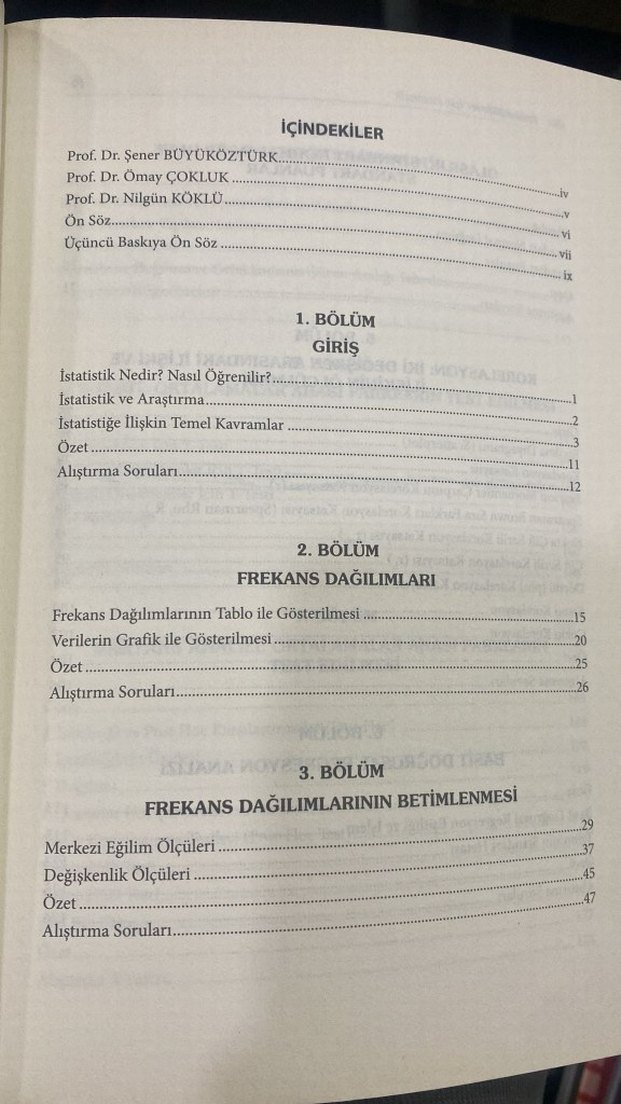 İÇİNDEKİLER
Prof. Dr. Şener BÜYÜKÖZTÜRK..........iv
Prof. Dr. Ömay ÇOKLUK..........v
Prof. Dr. Nilgün KÖKLÜ..........vi
Ön Söz..........vii
Üçüncü Baskıya Ön Söz..........ix
1. BÖLÜM
GİRİŞ
İstatistik Nedir? Nasıl Öğrenilir?..........1
İstatistik ve Araştırma..........2
İstatistiğe İlişkin Temel Kavramlar..........3
Özet..........11
Alıştırma Soruları..........12
2. BÖLÜM
FREKANS DAĞILIMLARI
Frekans Dağılımlarının Tablo ile Gösterilmesi..........15
Verilerin Grafik ile Gösterilmesi..........20
Özet..........25
Alıştırma Soruları..........26
3. BÖLÜM
FREKANS DAĞILIMLARININ BETİMLENMESİ
Merkezi Eğilim Ölçüleri..........29
Değişkenlik Ölçüleri..........37
Özet..........45
Alıştırma Soruları..........47